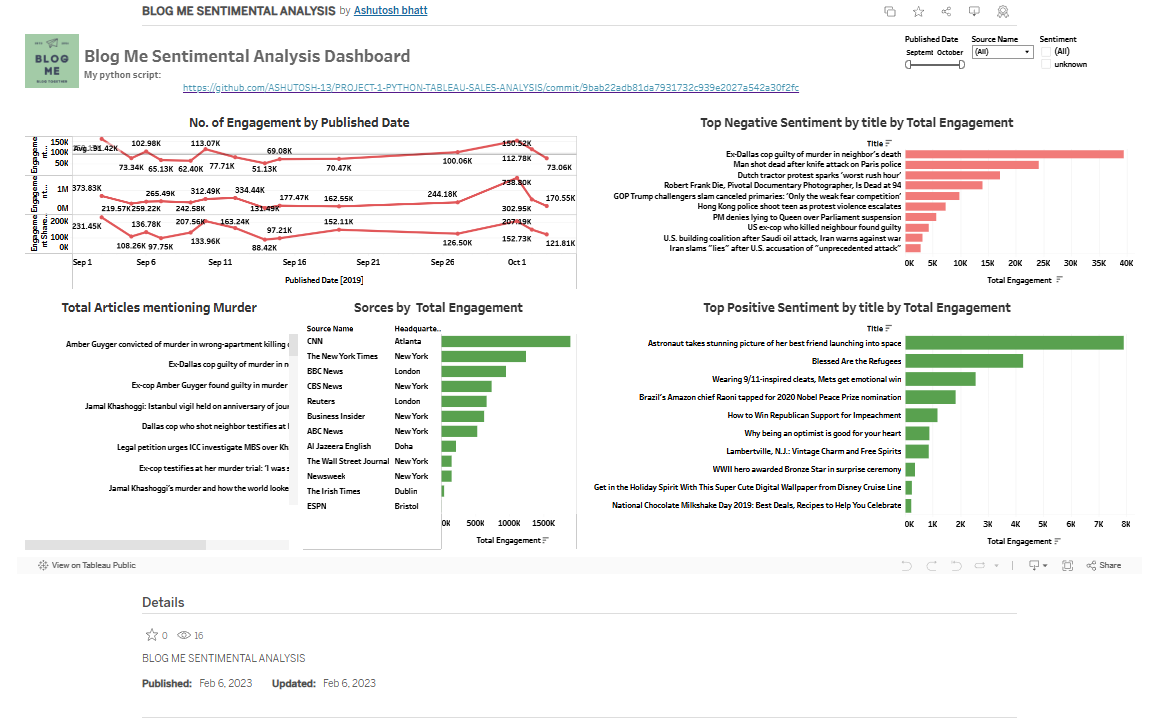 BLOG ME SENTIMENTAL ANALYSIS by Ashutosh bhatt
BLOG
ME
Blog Me Sentimental Analysis Dashboard
My python script:
https://github.com/ASHUTOSH-13/PROJECT-1-PYTHON-TABLEAU-SALES-ANALYSIS/commit/9bab22adb81da7931732c939e2027a542a30f2fc
Published Date
Septemt October
Source Name
(All)
Sentiment
(All)
unknown
No. of Engagement by Published Date
Engageme
nt...
150K
100K
50K
Avg.
91.42K
73.34K
102.98K
65.13K
62.40K
113.07K
77.71K
51.13K
69.08K
70.47K
100.06K
150.52K
112.78K
73.06K
Engageme
nt...
1M
0M
373.83K
219.57K
259.22K
265.49K
242.58K
312.49K
334.44K
131.49K
177.47K
162.55K
244.18K
738.80K
302.95K
170.55K
Engageme
nt Share..
200K
100K
0K
231.45K
108.26K
136.78K
97.75K
207.56K
133.96K
163.24K
88.42K
97.21K
152.11K
126.50K
207.19K
152.73K
121.81K
Sep 1
Sep 6
Sep 11
Sep 16
Sep 21
Sep 26
Oct 1
Published Date [2019]
Top Negative Sentiment by title by Total Engagement
Title
Ex-Dallas cop guilty of murder in neighbor's death
Man shot dead after knife attack on Paris police
Dutch tractor protest sparks 'worst rush hour'
Robert Frank Die, Pivotal Documentary Photographer, Is Dead at 94
GOP Trump challengers slam canceled primaries: 'Only the weak fear competition'
Hong Kong police shoot teen as protest violence escalates
PM denies lying to Queen over Parliament suspension
US ex-cop who killed neighbour found guilty
U.S. building coalition after Saudi oil attack, Iran warns against war
Iran slams "lies" after U.S. accusation of "unprecedented attack"
0K
5K
10K
15K
20K
25K
30K
35K
40K
Total Engagement
Total Articles mentioning Murder
Amber Guyger convicted of murder in wrong-apartment killing
Ex-Dallas cop guilty of murder in n
Ex-cop Amber Guyger found guilty in murder
Jamal Khashoggi: Istanbul vigil held on anniversary of jour
Dallas cop who shot neighbor testifies at
Legal petition urges ICC investigate MBS over Kh
Ex-cop testifies at her murder trial: 'I was s
Jamal Khashoggi's murder and how the world looke
Sorces by Total Engagement
Source Name Headquarte..
CNN Atlanta
The New York Times New York
BBC News London
CBS News New York
Reuters London
Business Insider New York
ABC News New York
Al Jazeera English Doha
The Wall Street Journal New York
Newsweek New York
The Irish Times Dublin
ESPN Bristol
0K
500K
1000K
1500K
Total Engagement
Top Positive Sentiment by title by Total Engagement
Title
Astronaut takes stunning picture of her best friend launching into space
Blessed Are the Refugees
Wearing 9/11-inspired cleats, Mets get emotional win
Brazil's Amazon chief Raoni tapped for 2020 Nobel Peace Prize nomination
How to Win Republican Support for Impeachment
Why being an optimist is good for your heart
Lambertville, N.J.: Vintage Charm and Free Spirits
WWII hero awarded Bronze Star in surprise ceremony
Get in the Holiday Spirit With This Super Cute Digital Wallpaper from Disney Cruise Line
National Chocolate Milkshake Day 2019: Best Deals, Recipes to Help You Celebrate
0K
1K
2K
3K
4K
5K
6K
7K
8K
Total Engagement
View on Tableau Public
Share
Details
0
16
BLOG ME SENTIMENTAL ANALYSIS
Published: Feb 6, 2023 Updated: Feb 6, 2023